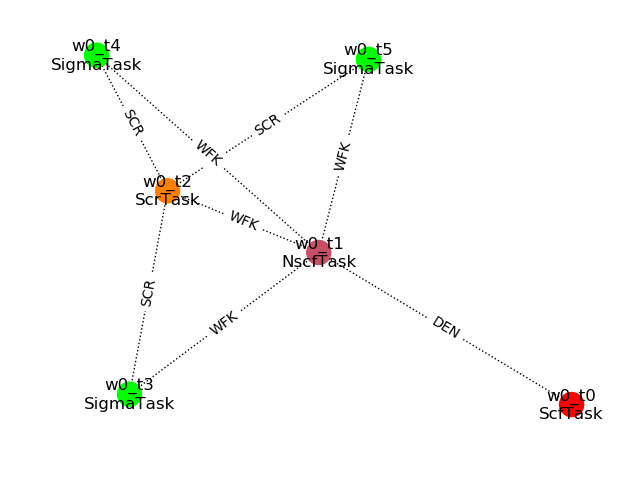 w0_t4
SigmaTask
w0_t5
SigmaTask
SCR
SCR
WFK
WFK
w0_t2
ScrTask
WFK
w0_t1
NscfTask
SCR
WFK
DEN
w0_t3
SigmaTask
w0_t0
ScfTask